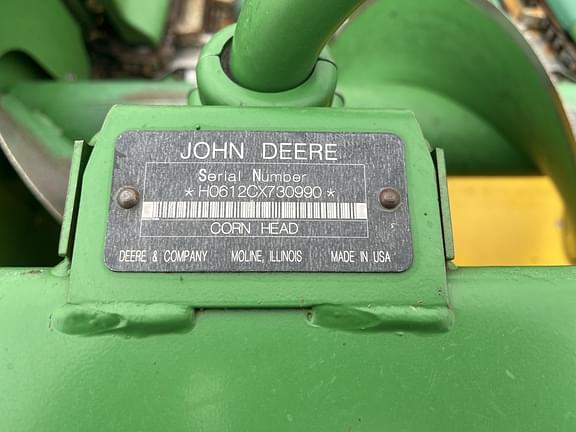 JOHN DEERE
Serial Number
*H0612CX730990*
CORN HEAD
DEERE & COMPANY MOLINE, ILLINOIS MADE IN USA